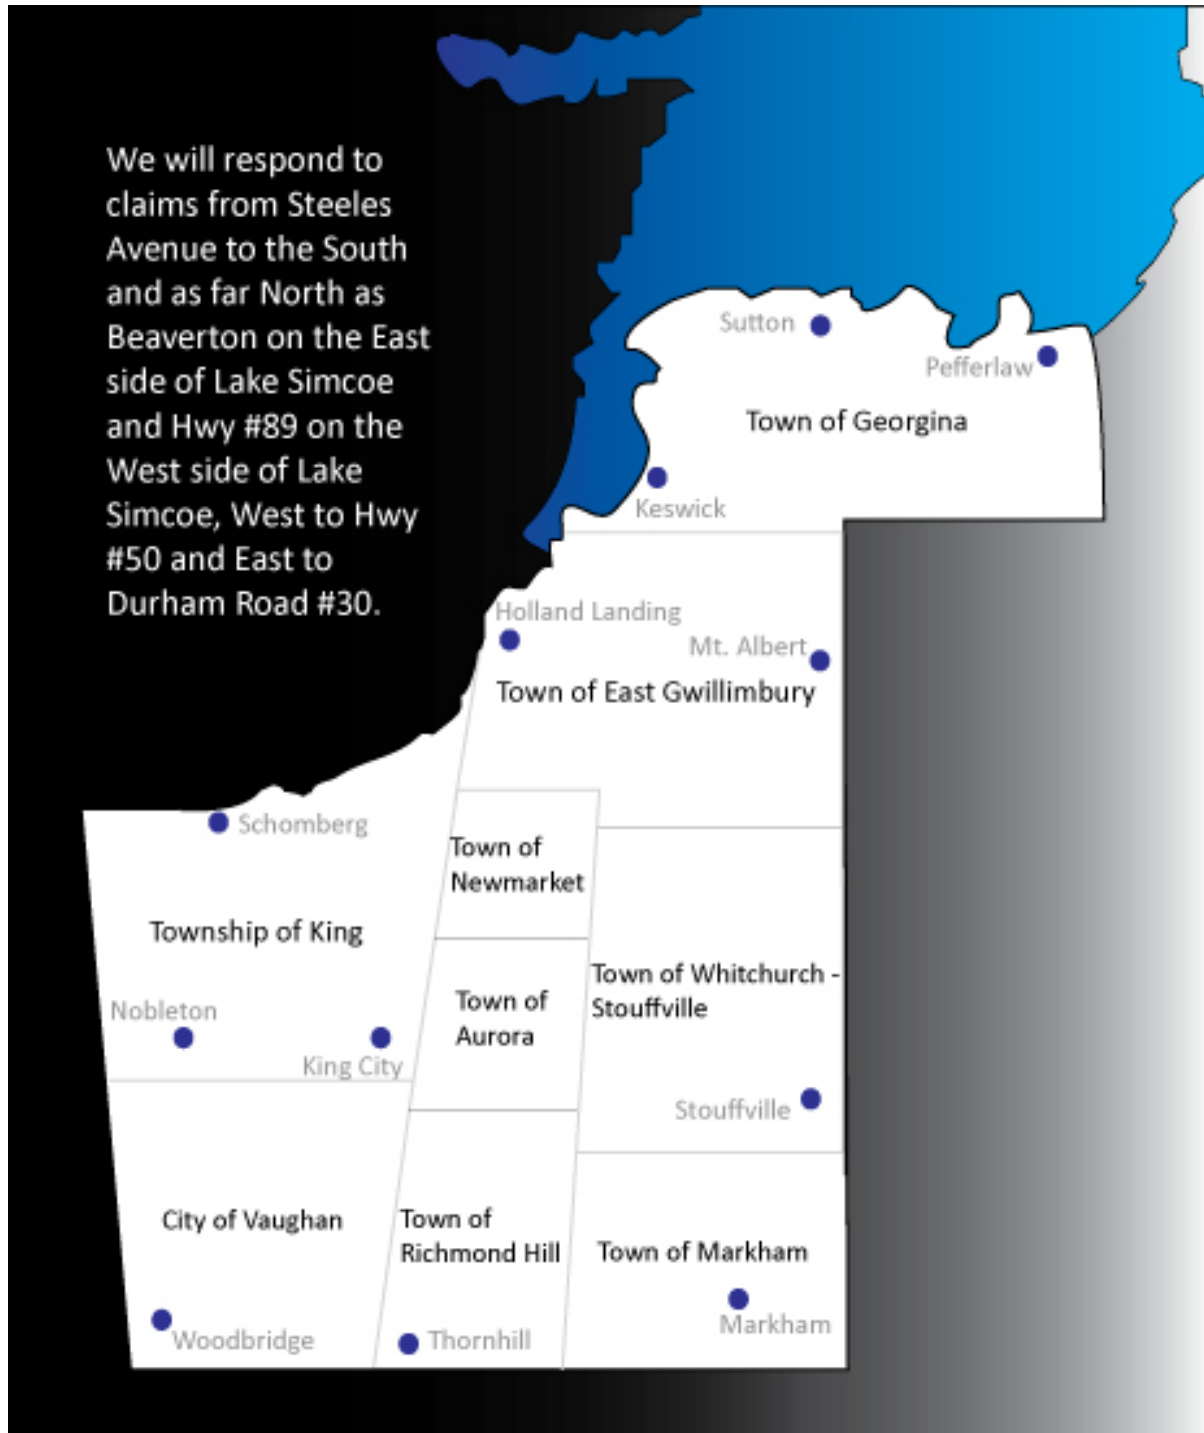 We will respond to
claims from Steeles
Avenue to the South
and as far North as
Beaverton on the East
side of Lake Simcoe
and Hwy #89 on the
West side of Lake
Simcoe, West to Hwy
#50 and East to
Durham Road #30.
Sutton
Pefferlaw
Town of Georgina
Keswick
Holland Landing
Mt. Albert
Town of East Gwillimbury
Schomberg
Town of
Newmarket
Township of King
Town of Whitchurch -
Stouffville
Town of
Aurora
Nobleton
King City
Stouffville
City of Vaughan
Town of
Richmond Hill
Town of Markham
Markham
Woodbridge
Thornhill